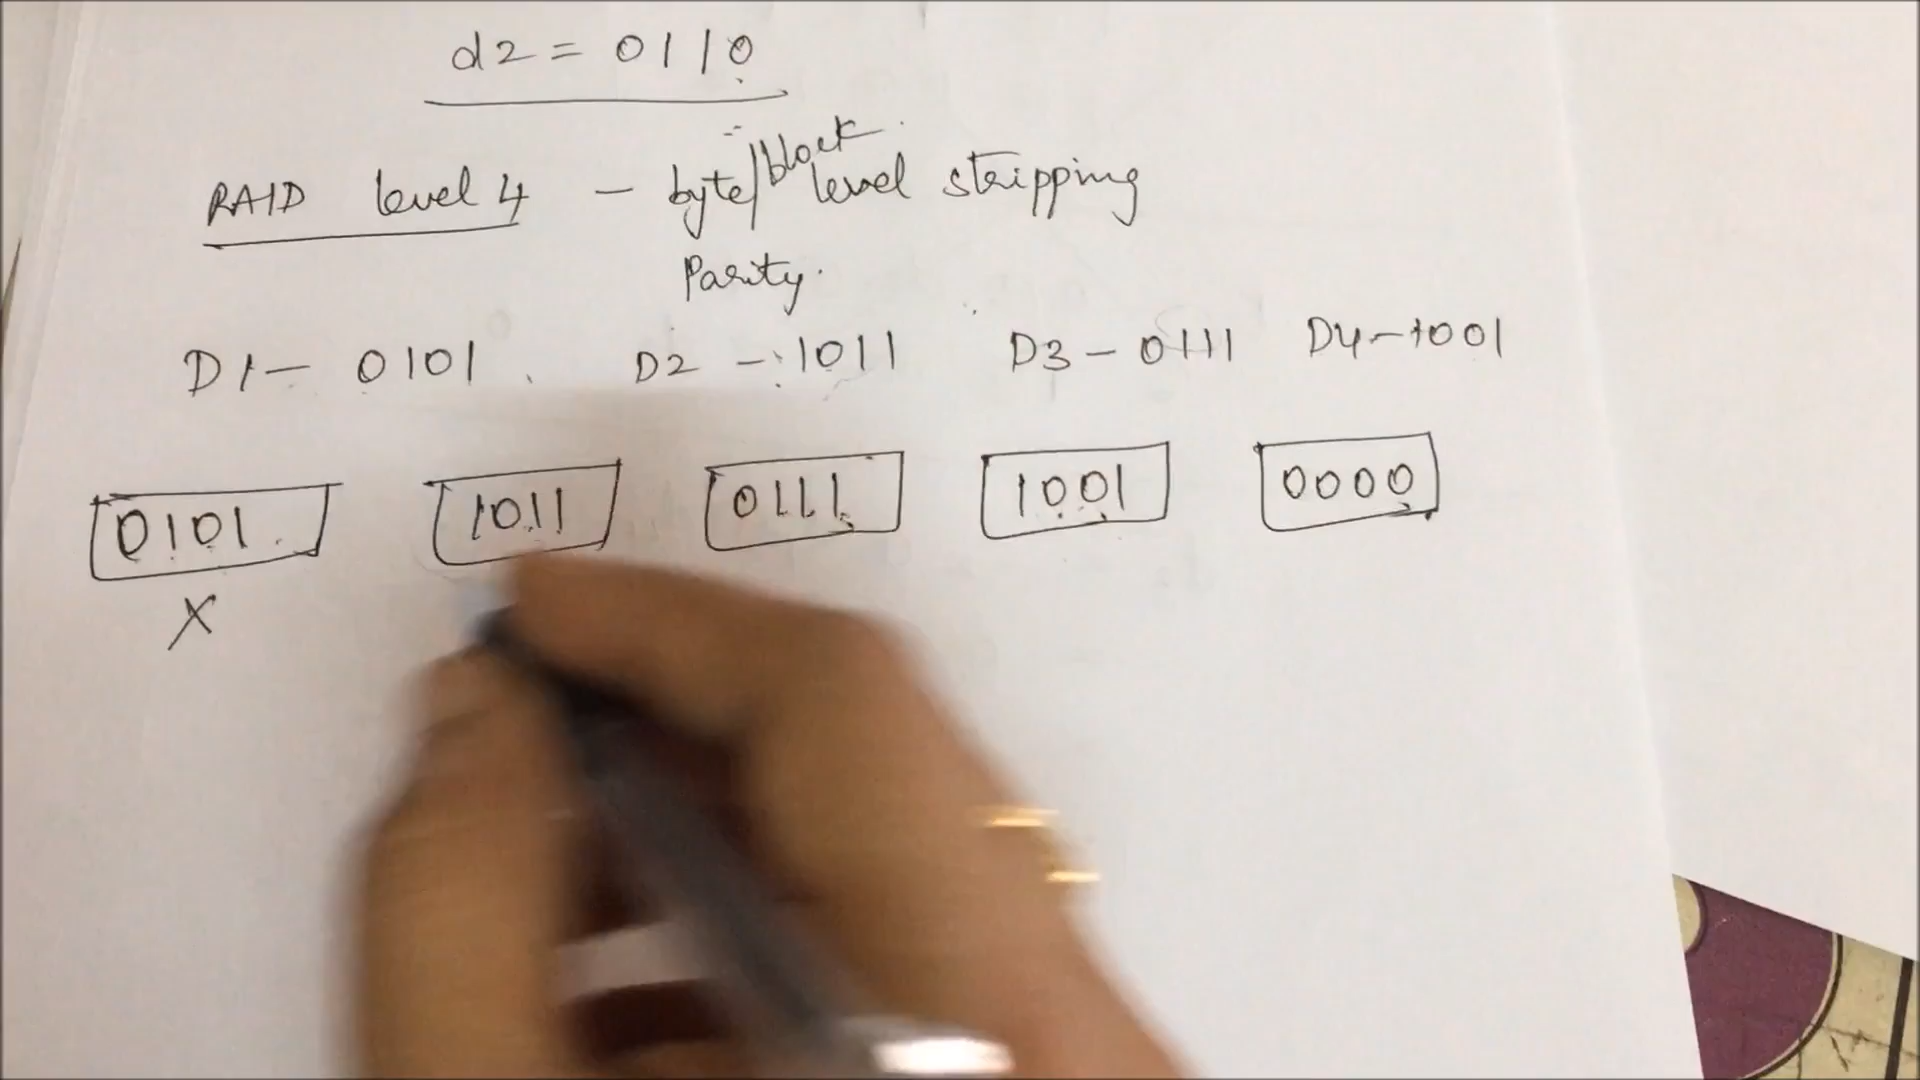 d2 = 0110
RAID level 4 - byte/block level stripping
Parity.
D1 - 0101 D2 - 1011 D3 - 0111 D4 - 1001
0101 1011 0111 1001 0000
X